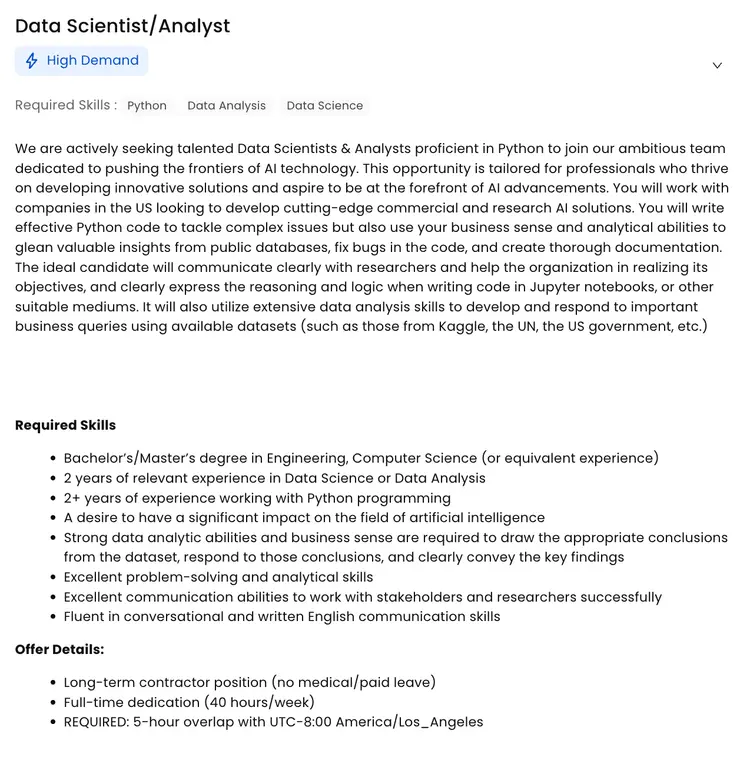 Data Scientist/Analyst
High Demand
Required Skills : Python Data Analysis Data Science
We are actively seeking talented Data Scientists & Analysts proficient in Python to join our ambitious team
dedicated to pushing the frontiers of AI technology. This opportunity is tailored for professionals who thrive
on developing innovative solutions and aspire to be at the forefront of AI advancements. You will work with
companies in the US looking to develop cutting-edge commercial and research AI solutions. You will write
effective Python code to tackle complex issues but also use your business sense and analytical abilities to
glean valuable insights from public databases, fix bugs in the code, and create thorough documentation.
The ideal candidate will communicate clearly with researchers and help the organization in realizing its
objectives, and clearly express the reasoning and logic when writing code in Jupyter notebooks, or other
suitable mediums. It will also utilize extensive data analysis skills to develop and respond to important
business queries using available datasets (such as those from Kaggle, the UN, the US government, etc.)
Required Skills
• Bachelor's/Master's degree in Engineering, Computer Science (or equivalent experience)
• 2 years of relevant experience in Data Science or Data Analysis
• 2+ years of experience working with Python programming
• A desire to have a significant impact on the field of artificial intelligence
• Strong data analytic abilities and business sense are required to draw the appropriate conclusions
from the dataset, respond to those conclusions, and clearly convey the key findings
• Excellent problem-solving and analytical skills
• Excellent communication abilities to work with stakeholders and researchers successfully
• Fluent in conversational and written English communication skills
Offer Details:
• Long-term contractor position (no medical/paid leave)
• Full-time dedication (40 hours/week)
• REQUIRED: 5-hour overlap with UTC-8:00 America/Los_Angeles